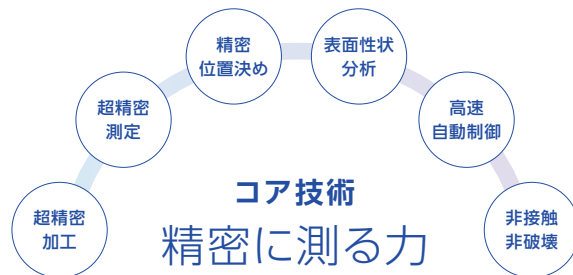 精密
位置決め
表面性状
分析
超精密
測定
高速
自動制御
超精密
加工
コア技術
精密に測る力
非接触
非破壊